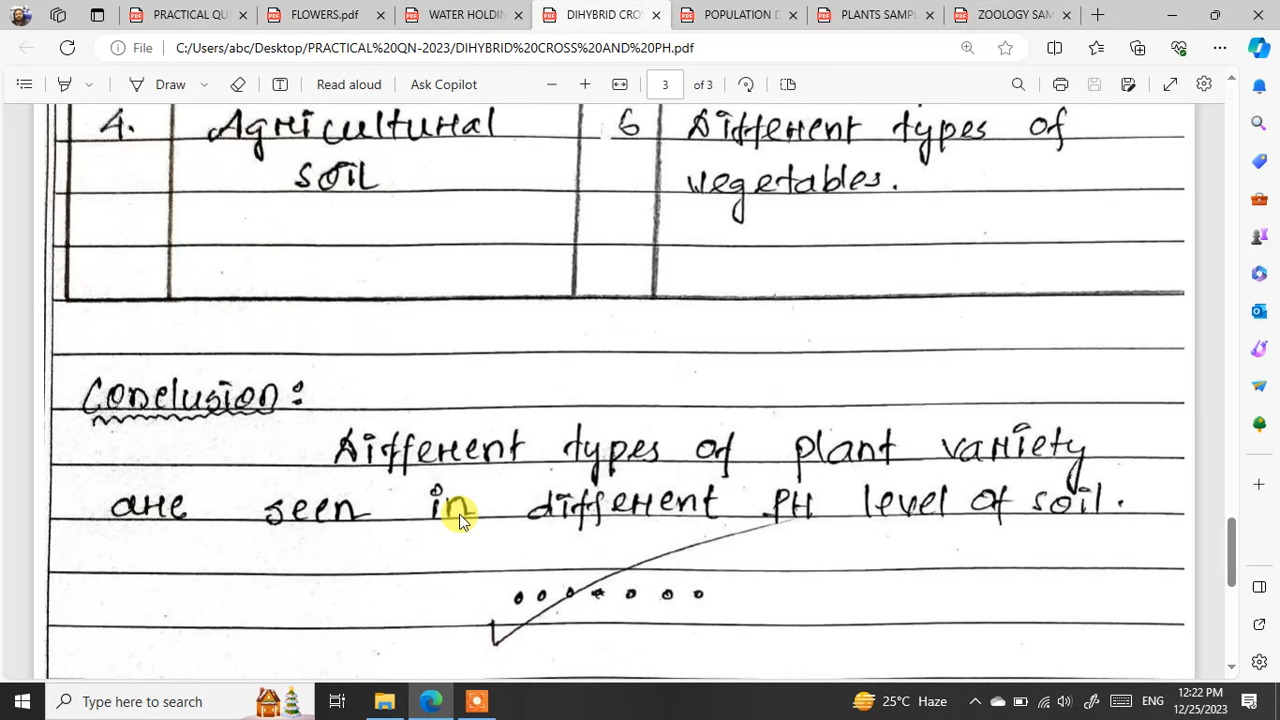 PRACTICAL QU
FLOWERS.pdf
WATER HOLDIN
DIHYBRID CRO
POPULATION D
PLANTS SAMPL
ZOOLOGY SAM
File C:/Users/abc/Desktop/PRACTICAL%20QN-2023/DIHYBRID%20CROSS%20AND%20PH.pdf
Draw Read aloud Ask Copilot 3 of 3
4. Agricultural 6 Different types of
soil vegetables.
Conclusion:
Different types of plant variety
are seen in different PH level of soil.
Type here to search 25°C Haze 12:22 PM
12/25/2023